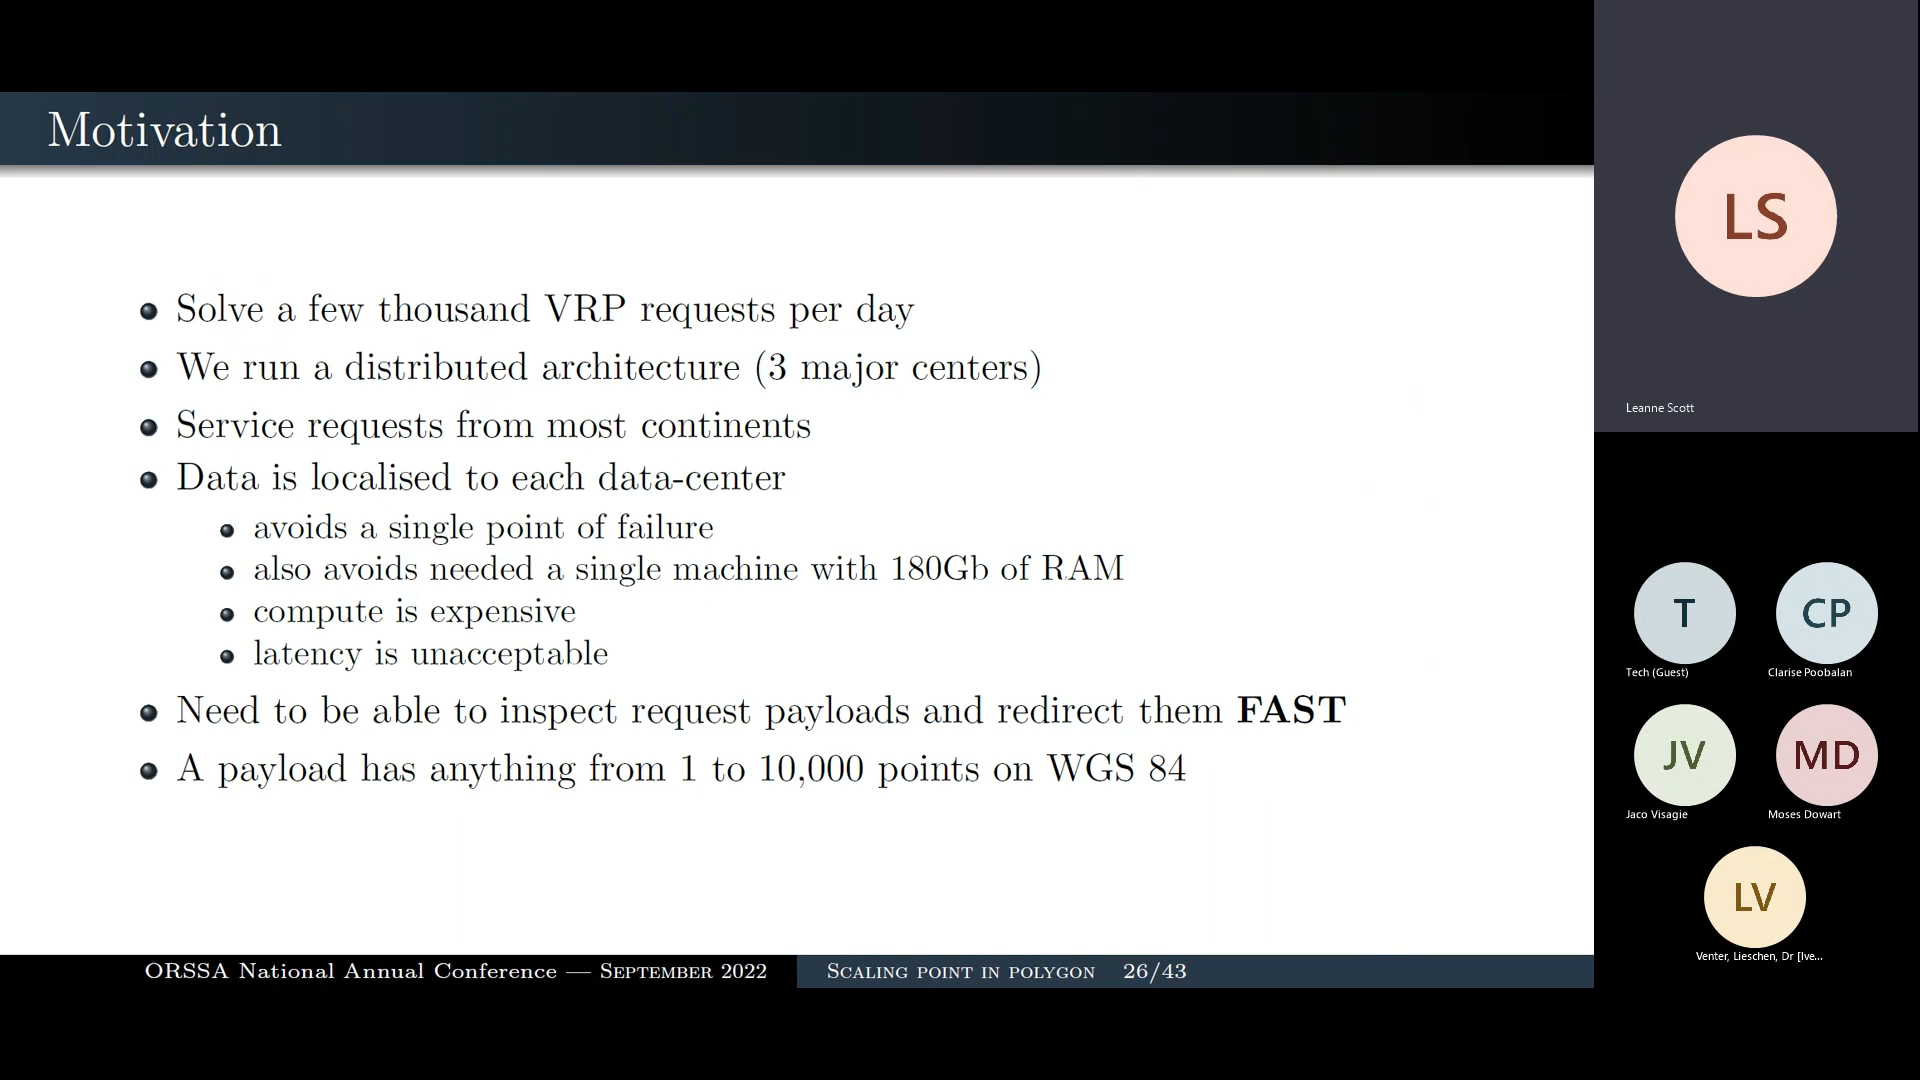 Motivation
Solve a few thousand VRP requests per day
We run a distributed architecture (3 major centers)
Service requests from most continents
Data is localised to each data-center
avoids a single point of failure
also avoids needed a single machine with 180Gb of RAM
compute is expensive
latency is unacceptable
Need to be able to inspect request payloads and redirect them FAST
A payload has anything from 1 to 10,000 points on WGS 84
ORSSA National Annual Conference — September 2022
Scaling point in polygon 26/43
LS
Leanne Scott
T
CP
Tech (Guest)
Clarise Poobalan
JV
MD
Jaco Visagie
Moses Dowart
LV
Venter, Lieschen, Dr [lve...